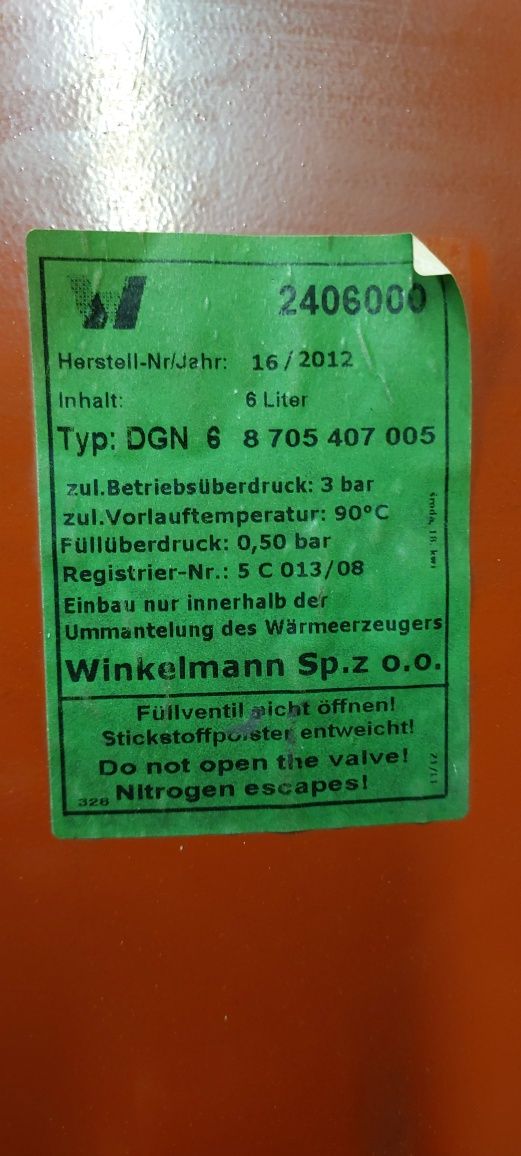 W
2406000
Herstell-Nr/Jahr: 16/2012
Inhalt: 6 Liter
Typ: DGN 6 8 705 407 005
zul.Betriebsüberdruck: 3 bar
zul.Vorlauftemperatur: 90°C
Füllüberdruck: 0,50 bar
Registrier-Nr.: 5 C 013/08
Einbau nur innerhalb der
Ummantelung des Wärmeerzeugers
Winkelmann Sp.z o.o.
Füllventil nicht öffnen!
Stickstoffpolster entweicht!
Do not open the valve!
Nitrogen escapes!
328